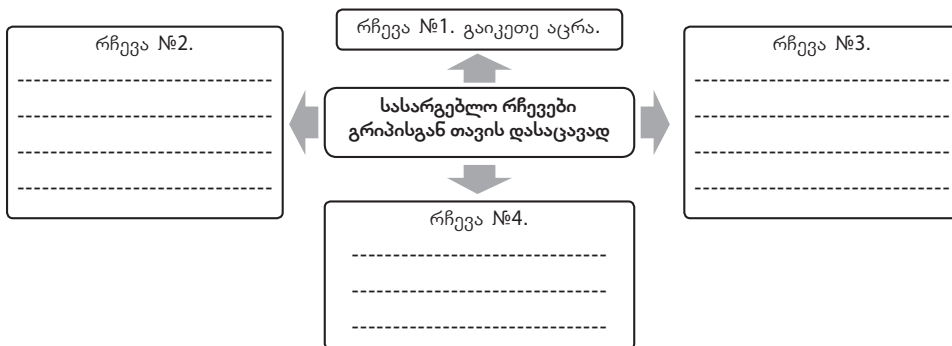 რჩევა №1. გაიკეთე აცრა.
რჩევა №2.
რჩევა №3.
სასარგებლო რჩევები
გრიპისგან თავის დასაცავად
რჩევა №4.